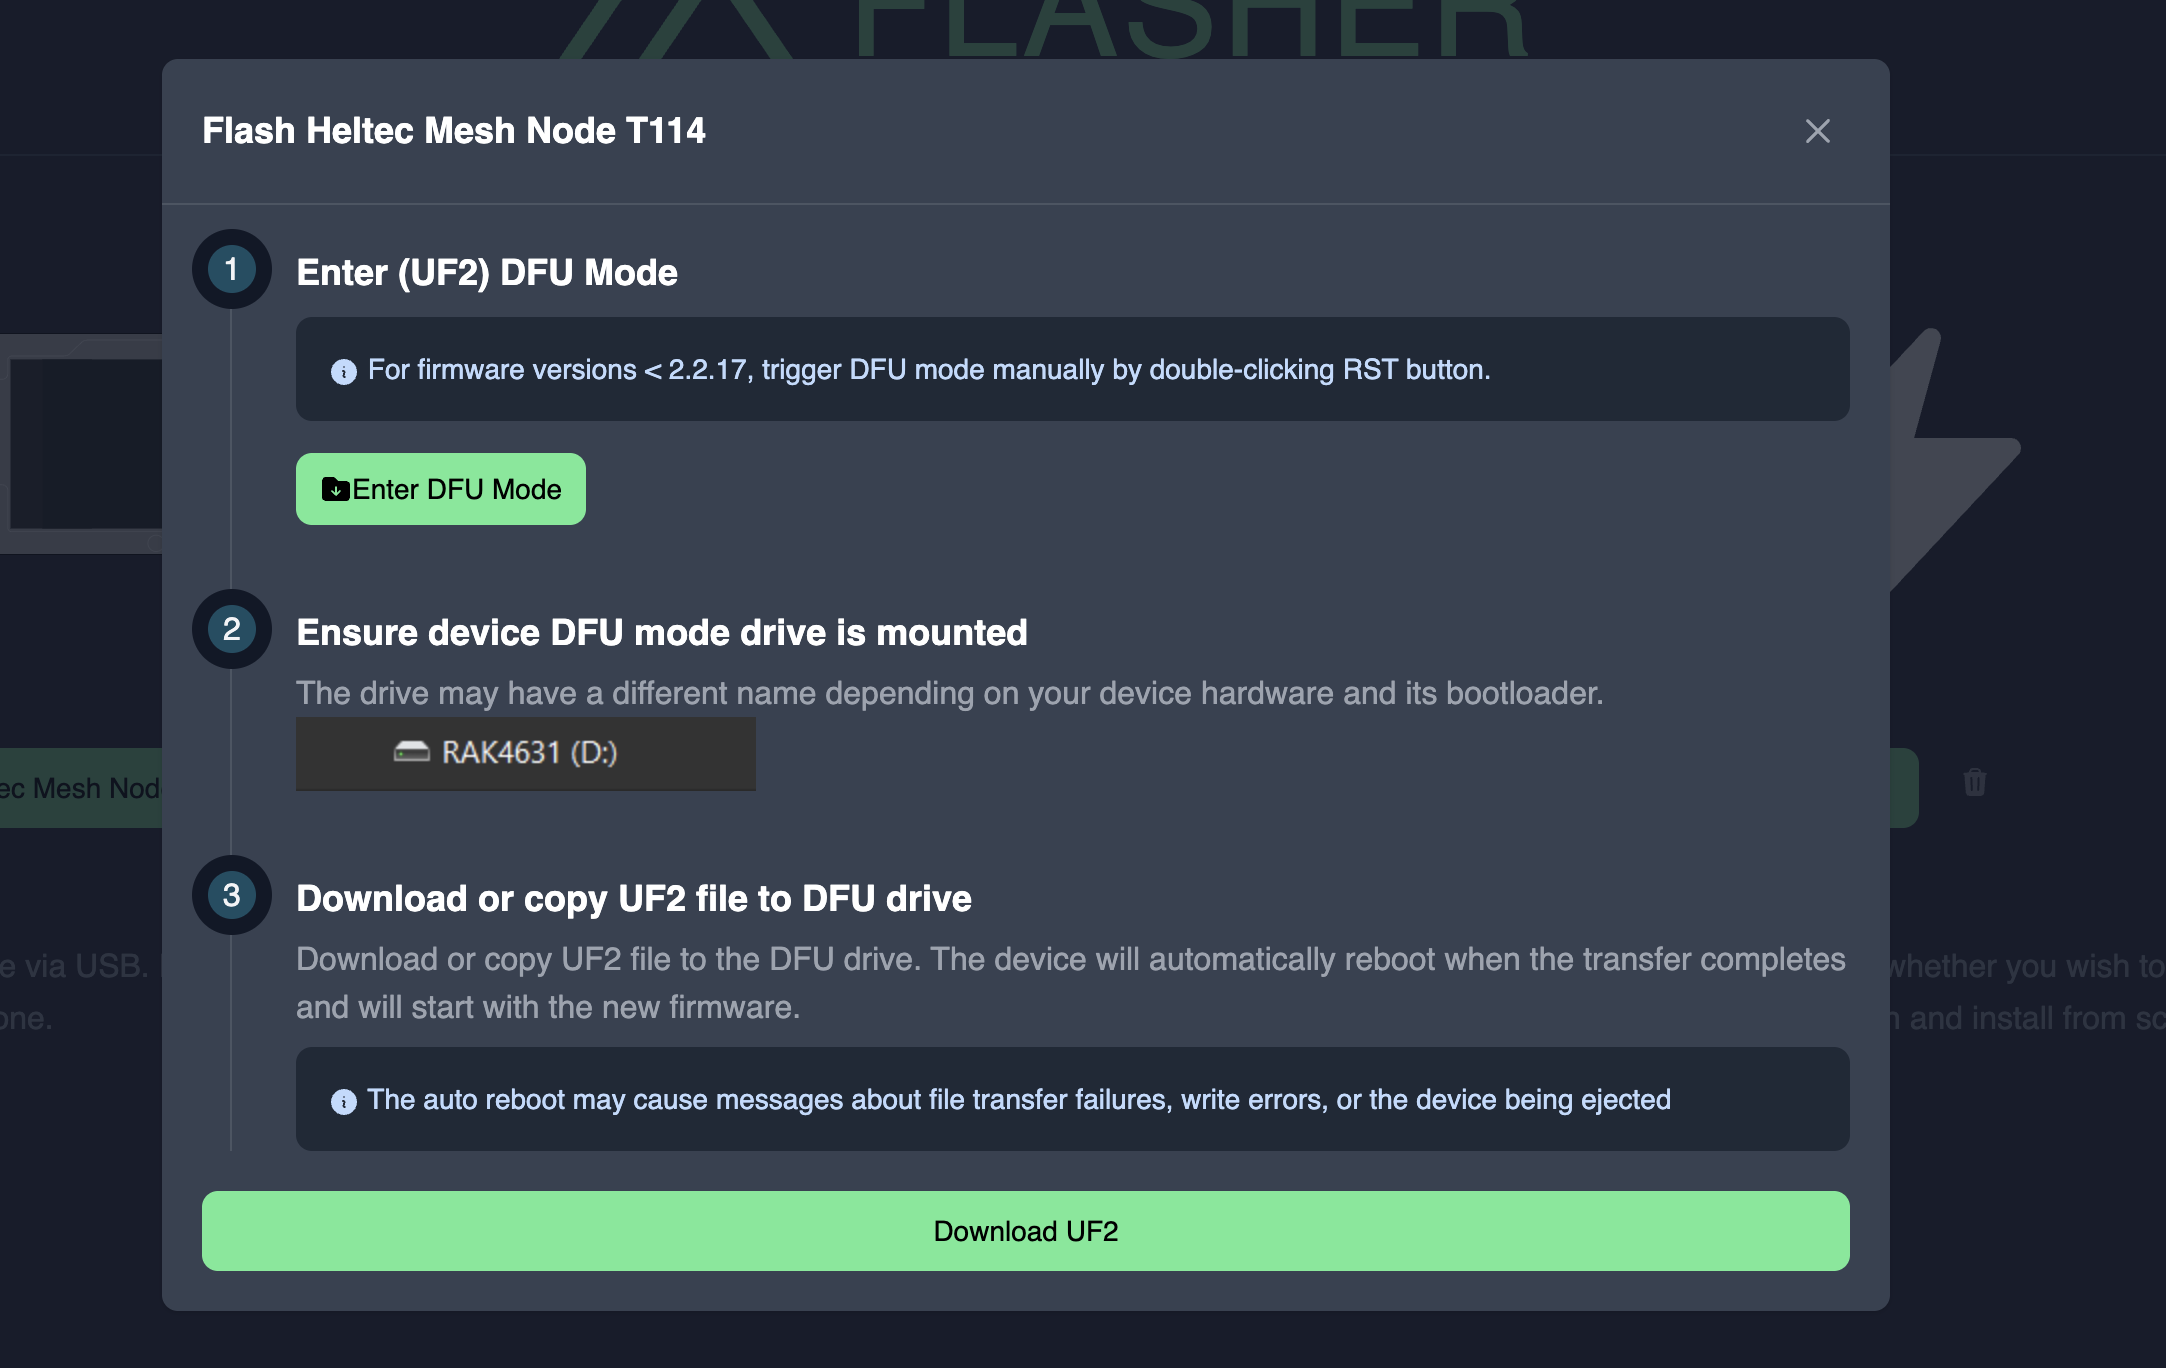 FLASHER
Flash Heltec Mesh Node T114
1
Enter (UF2) DFU Mode
For firmware versions < 2.2.17, trigger DFU mode manually by double-clicking RST button.
Enter DFU Mode
2
Ensure device DFU mode drive is mounted
The drive may have a different name depending on your device hardware and its bootloader.
RAK4631 (D:)
ec Mesh Nod
3
Download or copy UF2 file to DFU drive
Download or copy UF2 file to the DFU drive. The device will automatically reboot when the transfer completes
and will start with the new firmware.
e via USB.
one.
whether you wish to
n and install from sc
The auto reboot may cause messages about file transfer failures, write errors, or the device being ejected
Download UF2